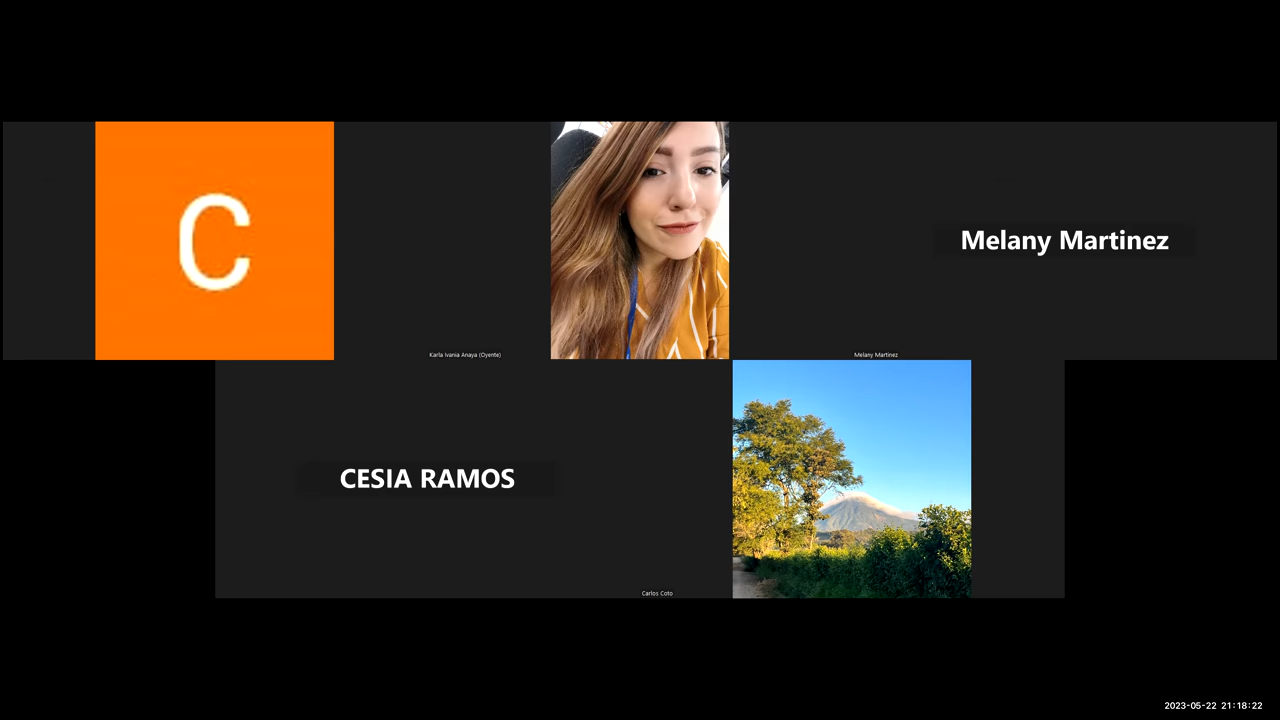 C
Karla Ivania Anaya (Oyente)
Melany Martinez
Melany Martinez
CESIA RAMOS
Carlos Coto
2023-05-22 21:18:22